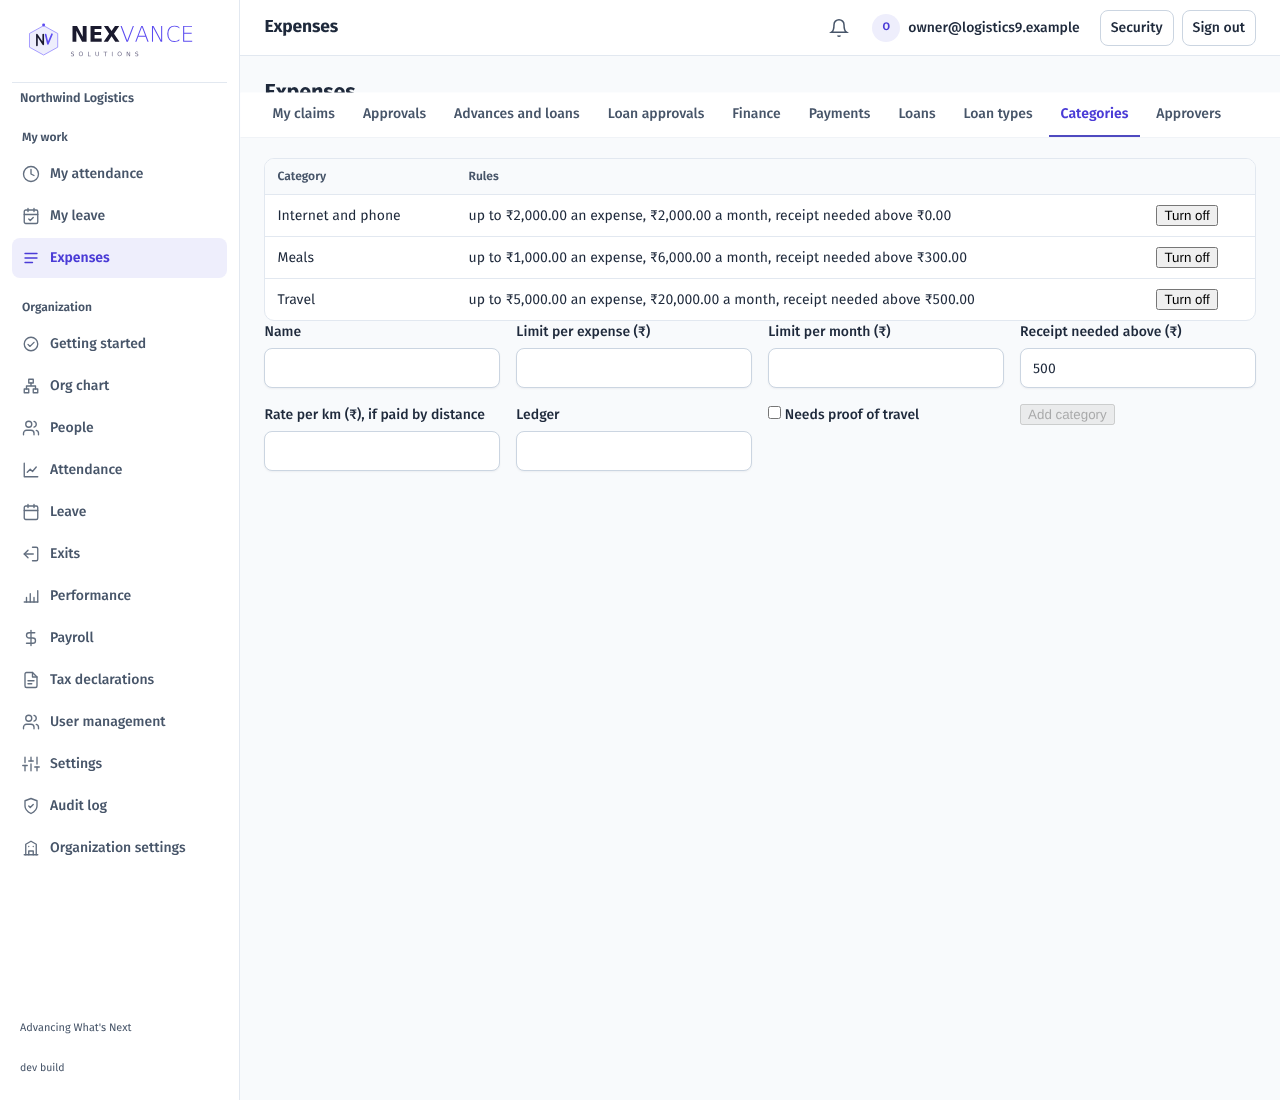 NV NEXVANCE
SOLUTIONS
Expenses
O owner@logistics9.example Security Sign out
Northwind Logistics
My work
My attendance
My leave
Expenses
Organization
Getting started
Org chart
People
Attendance
Leave
Exits
Performance
Payroll
Tax declarations
User management
Settings
Audit log
Organization settings
Advancing What's Next
dev build
Expenses
My claims Approvals Advances and loans Loan approvals Finance Payments Loans Loan types Categories Approvers
Category Rules
Internet and phone up to ₹2,000.00 an expense, ₹2,000.00 a month, receipt needed above ₹0.00 Turn off
Meals up to ₹1,000.00 an expense, ₹6,000.00 a month, receipt needed above ₹300.00 Turn off
Travel up to ₹5,000.00 an expense, ₹20,000.00 a month, receipt needed above ₹500.00 Turn off
Name Limit per expense (₹) Limit per month (₹) Receipt needed above (₹)
500
Rate per km (₹), if paid by distance Ledger Needs proof of travel Add category